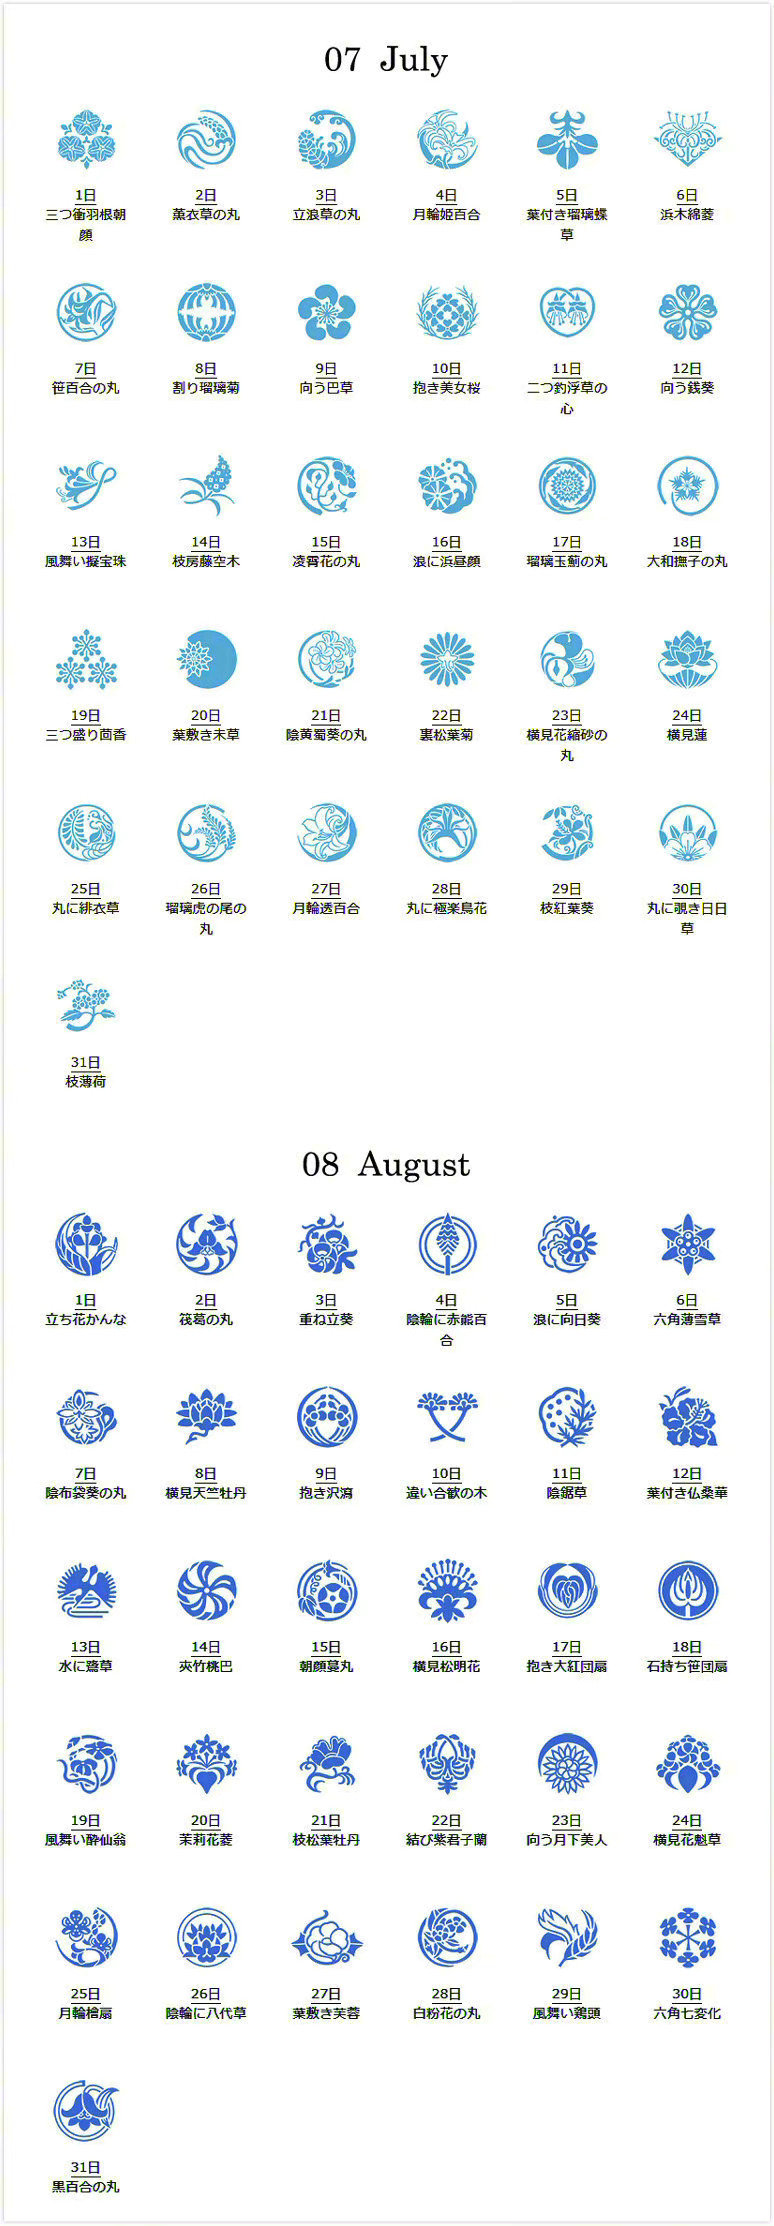 07 July
1日
三つ衝羽根朝
顔
2日
薫衣草の丸
3日
立浪草の丸
4日
月輪姫百合
5日
葉付き瑠璃蝶
草
6日
浜木綿菱
7日
笹百合の丸
8日
割り瑠璃菊
9日
向う巴草
10日
抱き美女桜
11日
二つ釣浮草の
心
12日
向う銭葵
13日
風舞い擬宝珠
14日
枝房藤空木
15日
凌霄花の丸
16日
浪に浜昼顔
17日
瑠璃玉薊の丸
18日
大和撫子の丸
19日
三つ盛り茴香
20日
葉敷き未草
21日
陰黄蜀葵の丸
22日
裏松葉菊
23日
横見花縮砂の
丸
24日
横見蓮
25日
丸に緋衣草
26日
瑠璃虎の尾の
丸
27日
月輪透百合
28日
丸に極楽鳥花
29日
枝紅葉葵
30日
丸に覗き日日
草
31日
枝薄荷
08 August
1日
立ち花かんな
2日
筏葛の丸
3日
重ね立葵
4日
陰輪に赤熊百
合
5日
浪に向日葵
6日
六角薄雪草
7日
陰布袋葵の丸
8日
横見天竺牡丹
9日
抱き沢瀉
10日
違い合歓の木
11日
陰鋸草
12日
葉付き仏桑華
13日
水に鷺草
14日
夾竹桃巴
15日
朝顔蔓丸
16日
横見松明花
17日
抱き大紅団扇
18日
石持ち笹団扇
19日
風舞い酔仙翁
20日
茉莉花菱
21日
枝松葉牡丹
22日
結び紫君子蘭
23日
向う月下美人
24日
横見花魁草
25日
月輪檜扇
26日
陰輪に八代草
27日
葉敷き芙蓉
28日
白粉花の丸
29日
風舞い鶏頭
30日
六角七変化
31日
黒百合の丸